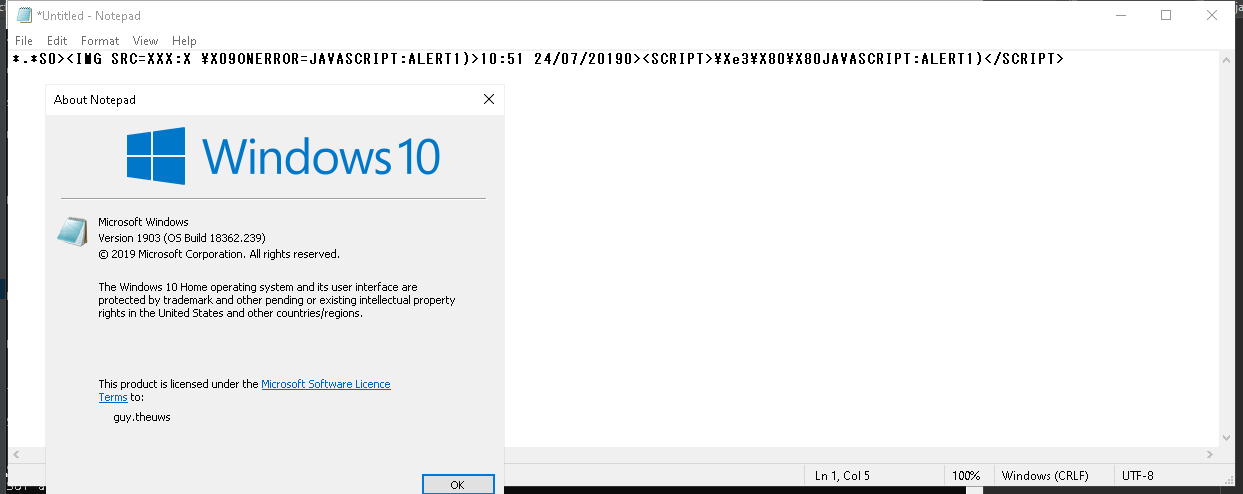 *Untitled - Notepad
File Edit Format View Help
*.*SO><IMG SRC=XXX:X ¥X09ONERROR=JAVASCRIPT:ALERT1)>10:51 24/07/20190><SCRIPT>¥Xe3¥X80¥X80JAVASCRIPT:ALERT1)</SCRIPT>
About Notepad
Windows 10
Microsoft Windows
Version 1903 (OS Build 18362.239)
© 2019 Microsoft Corporation. All rights reserved.
The Windows 10 Home operating system and its user interface are
protected by trademark and other pending or existing intellectual property
rights in the United States and other countries/regions.
This product is licensed under the Microsoft Software Licence
Terms to:
guy.theuws
OK
Ln 1, Col 5 100% Windows (CRLF) UTF-8